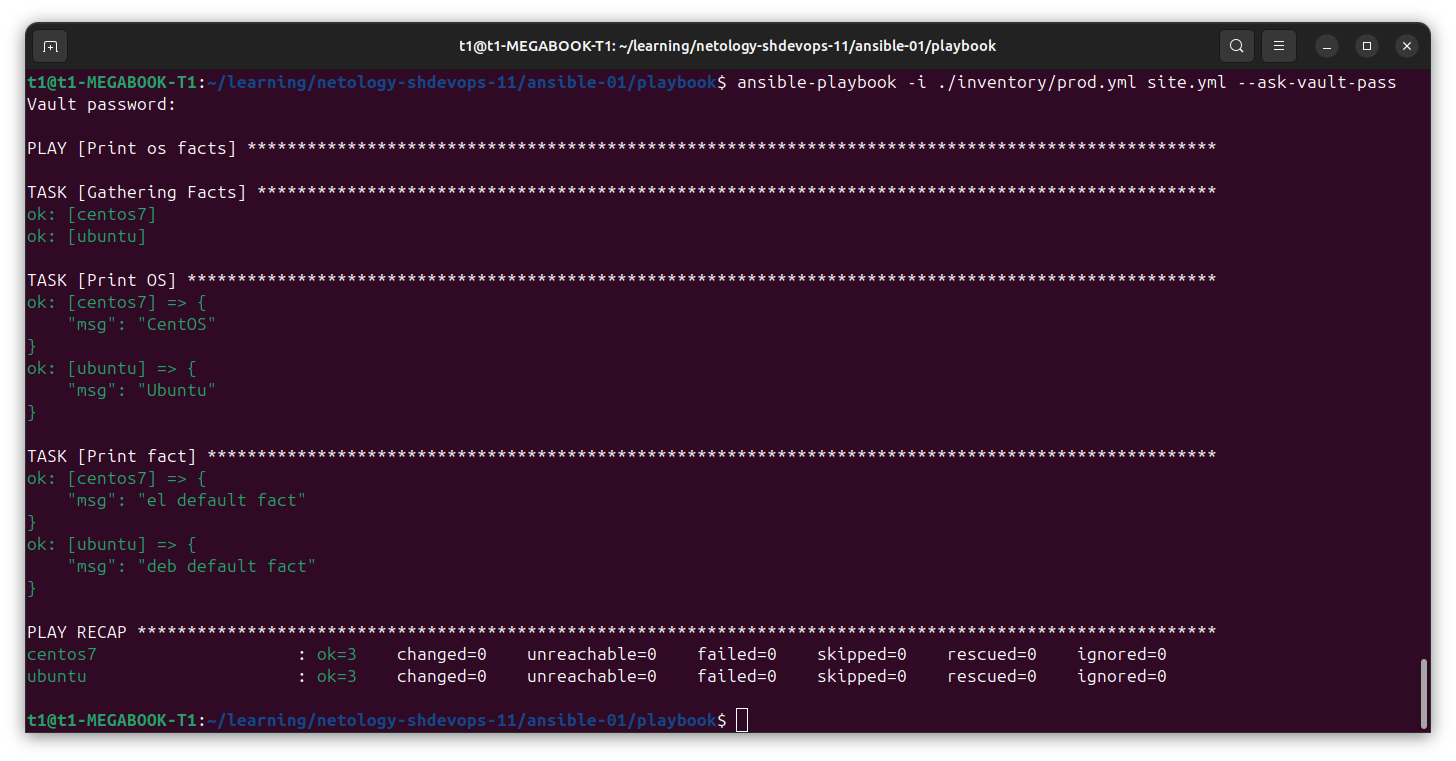 t1@t1-MEGABOOK-T1: ~/learning/netology-shdevops-11/ansible-01/playbook
t1@t1-MEGABOOK-T1:~/learning/netology-shdevops-11/ansible-01/playbook$ ansible-playbook -i ./inventory/prod.yml site.yml --ask-vault-pass
Vault password:
PLAY [Print os facts] *************************************************************************************************
TASK [Gathering Facts] ************************************************************************************************
ok: [centos7]
ok: [ubuntu]
TASK [Print OS] *******************************************************************************************************
ok: [centos7] => {
    "msg": "CentOS"
}
ok: [ubuntu] => {
    "msg": "Ubuntu"
}
TASK [Print fact] *****************************************************************************************************
ok: [centos7] => {
    "msg": "el default fact"
}
ok: [ubuntu] => {
    "msg": "deb default fact"
}
PLAY RECAP ************************************************************************************************************
centos7                    : ok=3    changed=0    unreachable=0    failed=0    skipped=0    rescued=0    ignored=0
ubuntu                     : ok=3    changed=0    unreachable=0    failed=0    skipped=0    rescued=0    ignored=0
t1@t1-MEGABOOK-T1:~/learning/netology-shdevops-11/ansible-01/playbook$